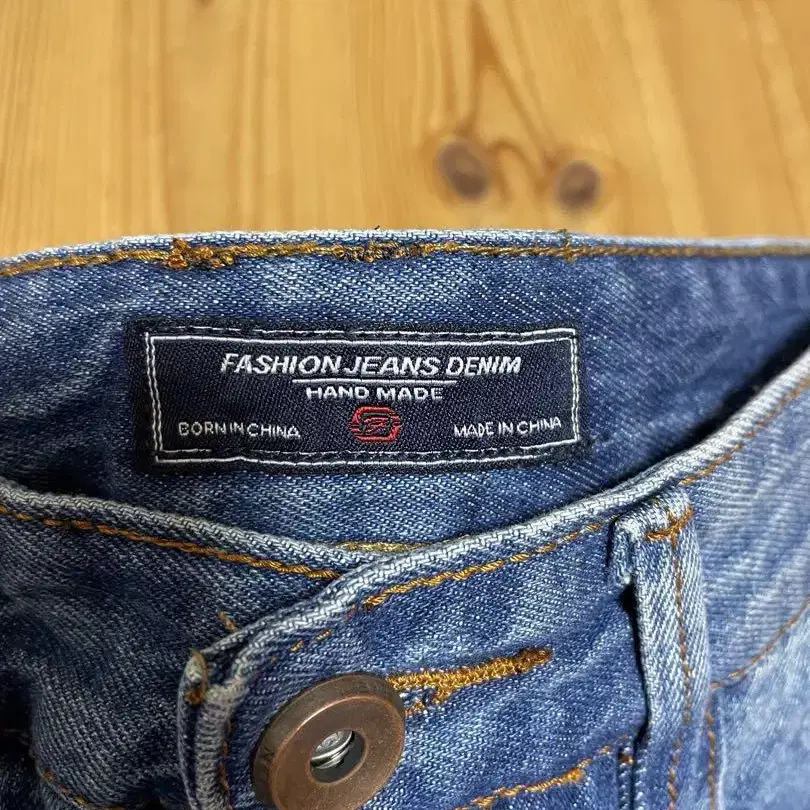 FASHION JEANS DENIM
HAND MADE
BORN IN CHINA
MADE IN CHINA